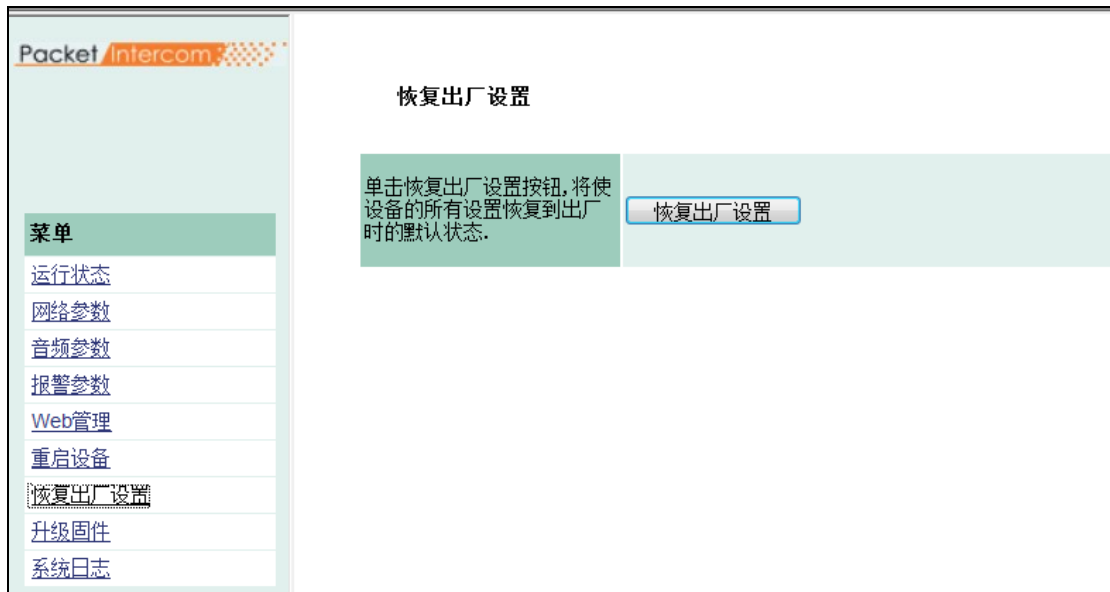 Packet Intercom
恢复出厂设置
单击恢复出厂设置按钮,将使
设备的所有设置恢复到出厂
时的默认状态.
恢复出厂设置
菜单
运行状态
网络参数
音频参数
报警参数
Web管理
重启设备
恢复出厂设置
升级固件
系统日志